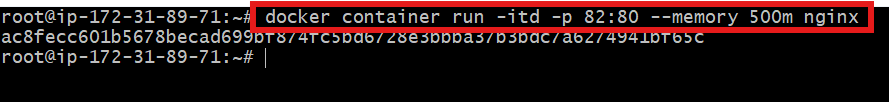 root@ip-172-31-89-71:~# docker container run -itd -p 82:80 --memory 500m nginx
ac8fecc601b5678becad699bf874fc5bd6728e3bbba37b3bdc7a6274941bf65c
root@ip-172-31-89-71:~#